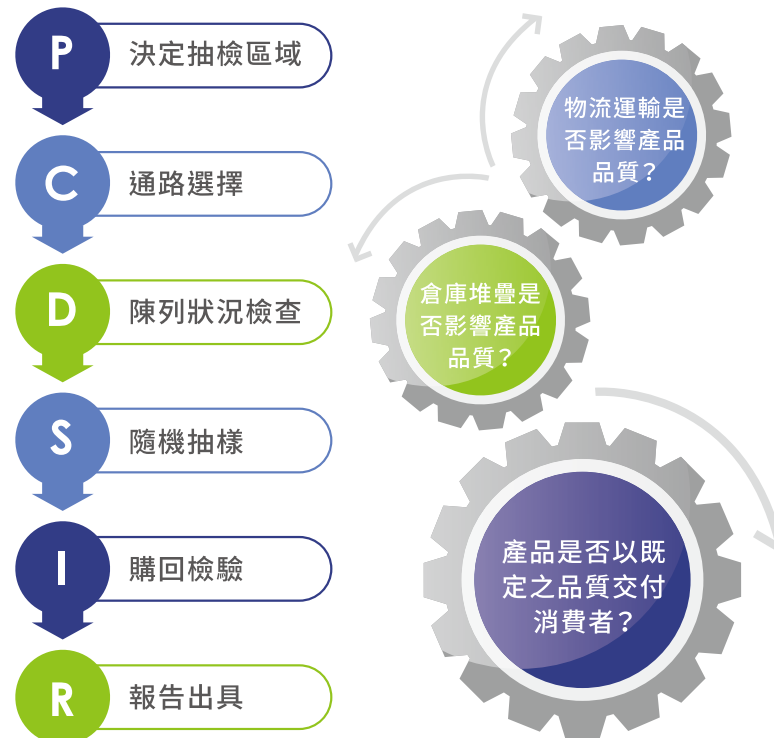 P
決定抽檢區域
C
通路選擇
D
陳列狀況檢查
S
隨機抽樣
I
購回檢驗
R
報告出具
物流運輸是
否影響產品
品質？
倉庫堆疊是
否影響產品
品質？
產品是否以既
定之品質交付
消費者？